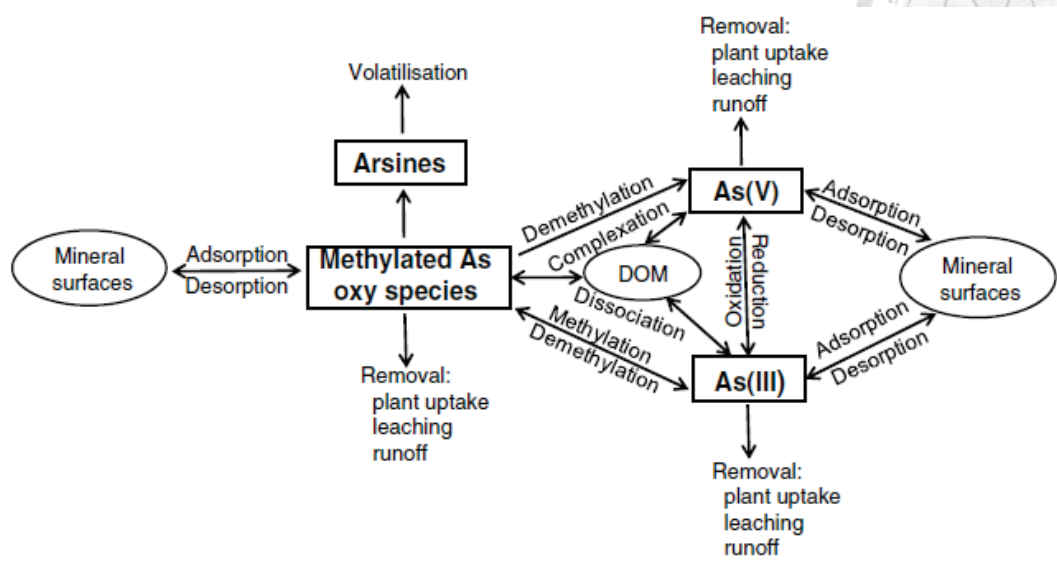 Removal:
plant uptake
leaching
runoff
Volatilisation
Arsines
As(V)
Demethylation
Complexation
Adsorption
Desorption
Mineral
surfaces
Adsorption
Desorption
Methylated As
oxy species
DOM
Oxidation
Reduction
Mineral
surfaces
Dissociation
Methylation
Demethylation
Adsorption
Desorption
As(III)
Removal:
plant uptake
leaching
runoff
Removal:
plant uptake
leaching
runoff